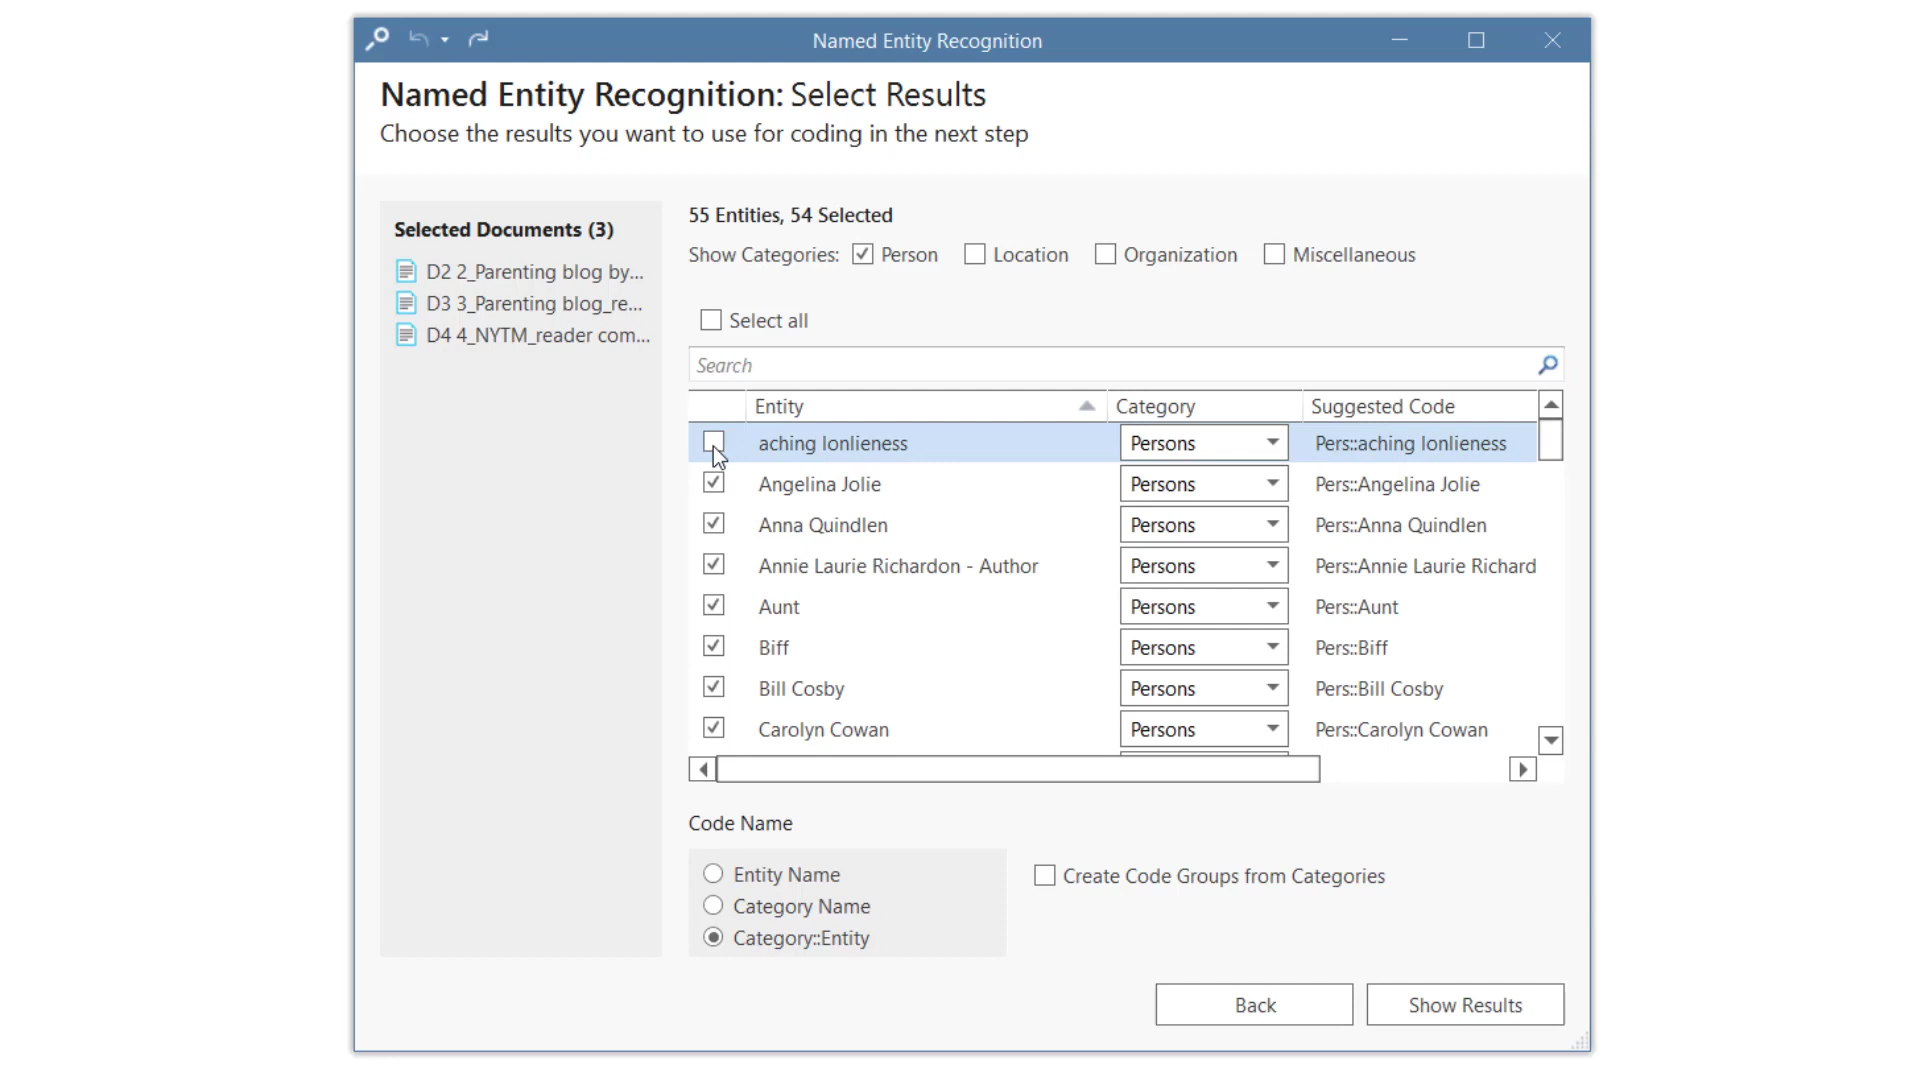 Named Entity Recognition
Named Entity Recognition: Select Results
Choose the results you want to use for coding in the next step
Selected Documents (3)
D2 2_Parenting blog by...
D3 3_Parenting blog_re...
D4 4_NYTM_reader com...
55 Entities, 54 Selected
Show Categories: Person Location Organization Miscellaneous
Select all
Search
Entity Category Suggested Code
aching lonlieness Persons Pers::aching lonlieness
Angelina Jolie Persons Pers::Angelina Jolie
Anna Quindlen Persons Pers::Anna Quindlen
Annie Laurie Richardon - Author Persons Pers::Annie Laurie Richard
Aunt Persons Pers::Aunt
Biff Persons Pers::Biff
Bill Cosby Persons Pers::Bill Cosby
Carolyn Cowan Persons Pers::Carolyn Cowan
Code Name
Entity Name
Category Name
Category::Entity
Create Code Groups from Categories
Back Show Results